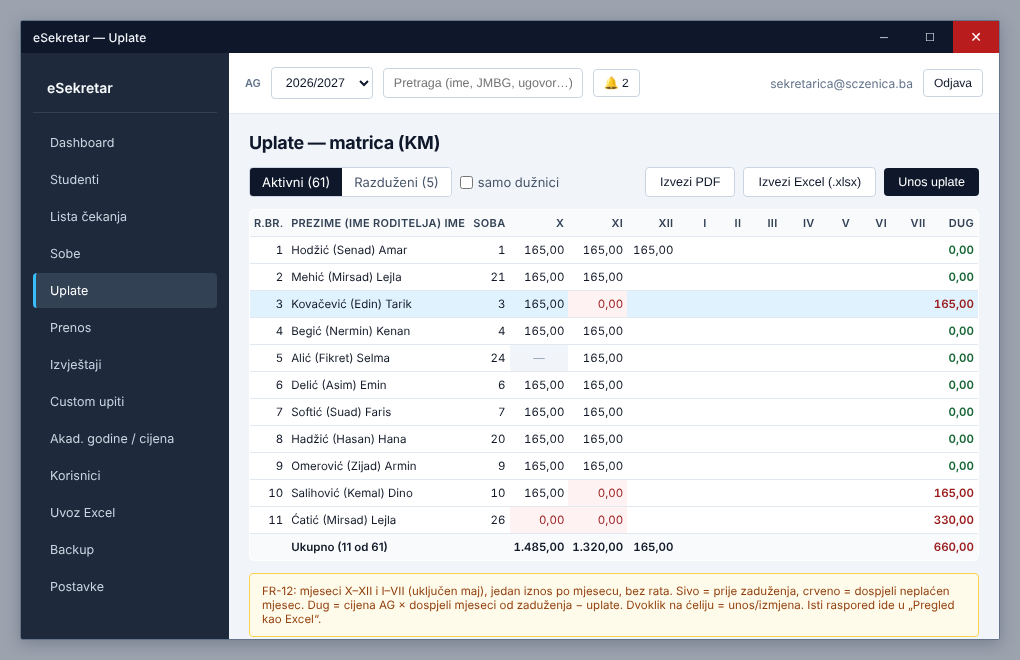 eSekretar — Uplate
eSekretar
AG 2026/2027 Pretraga (ime, JMBG, ugovor…) 🔔 2 sekretarica@sczenica.ba Odjava
Dashboard
Studenti
Lista čekanja
Sobe
Uplate
Prenos
Izvještaji
Custom upiti
Akad. godine / cijena
Korisnici
Uvoz Excel
Backup
Postavke
Uplate — matrica (KM)
Aktivni (61) Razduženi (5) samo dužnici Izvezi PDF Izvezi Excel (.xlsx) Unos uplate
R.BR. PREZIME (IME RODITELJA) IME SOBA X XI XII I II III IV V VI VII DUG
1 Hodžić (Senad) Amar 1 165,00 165,00 165,00 0,00
2 Mehić (Mirsad) Lejla 21 165,00 165,00 0,00
3 Kovačević (Edin) Tarik 3 165,00 0,00 165,00
4 Begić (Nermin) Kenan 4 165,00 165,00 0,00
5 Alić (Fikret) Selma 24 — 165,00 0,00
6 Delić (Asim) Emin 6 165,00 165,00 0,00
7 Softić (Suad) Faris 7 165,00 165,00 0,00
8 Hadžić (Hasan) Hana 20 165,00 165,00 0,00
9 Omerović (Zijad) Armin 9 165,00 165,00 0,00
10 Salihović (Kemal) Dino 10 165,00 0,00 165,00
11 Ćatić (Mirsad) Lejla 26 0,00 0,00 330,00
Ukupno (11 od 61) 1.485,00 1.320,00 165,00 660,00
FR-12: mjeseci X–XII i I–VII (uključen maj), jedan iznos po mjesecu, bez rata. Sivo = prije zaduženja, crveno = dospjeli neplaćen
mjesec. Dug = cijena AG × dospjeli mjeseci od zaduženja − uplate. Dvoklik na ćeliju = unos/izmjena. Isti raspored ide u „Pregled
kao Excel“.